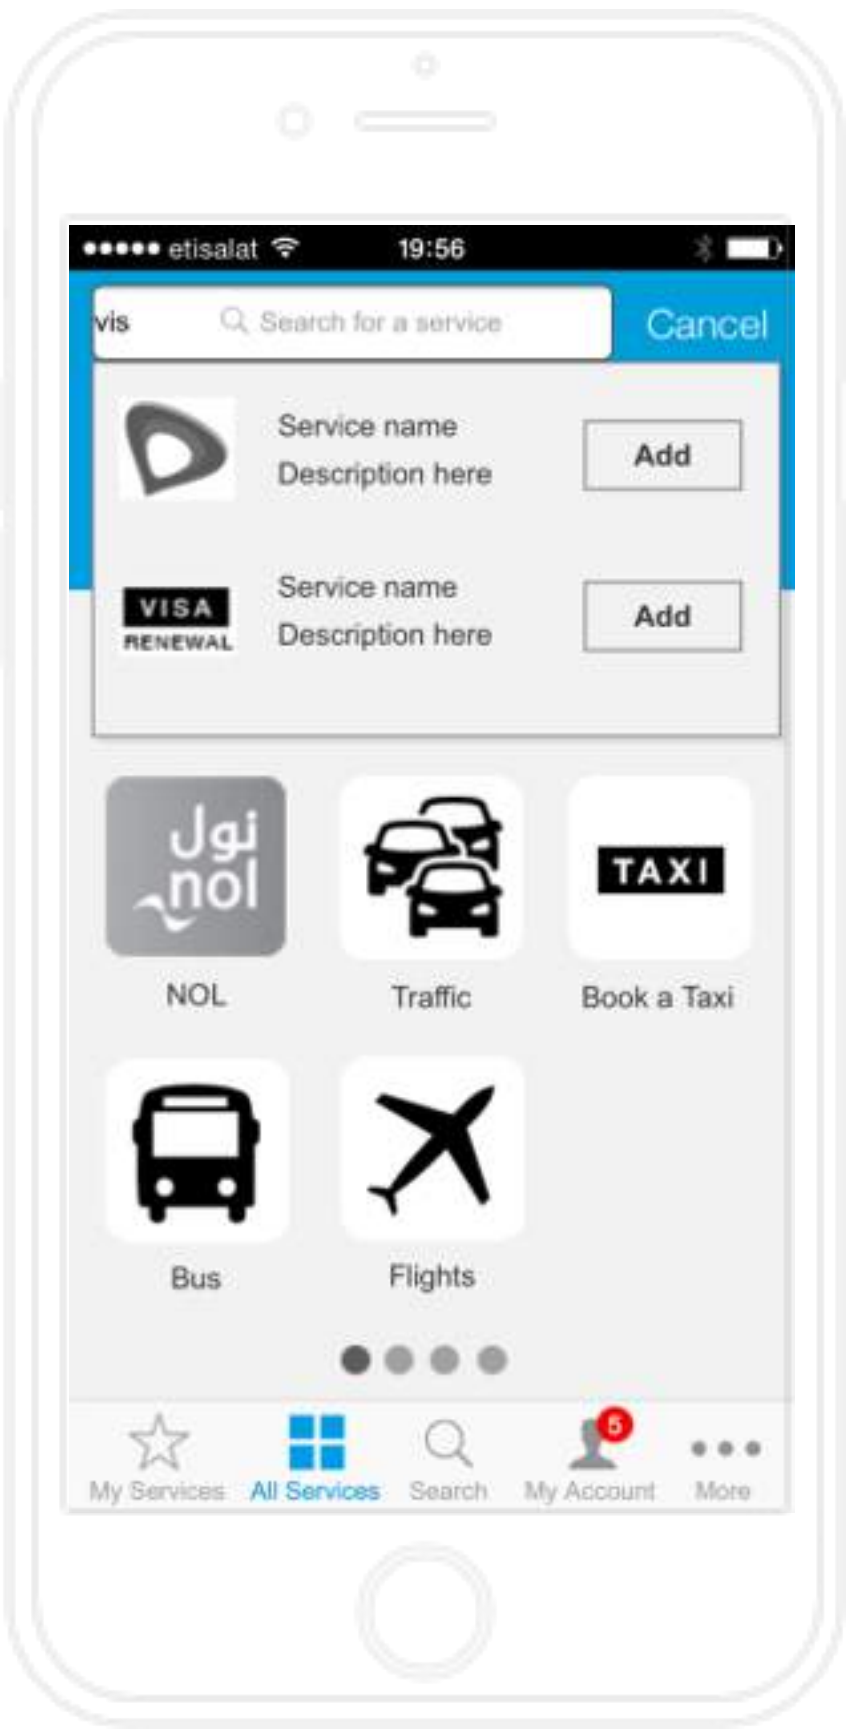 etisalat 19:56
vis Search for a service Cancel
Service name
Description here
Add
VISA
RENEWAL
Service name
Description here
Add
نول
nol
TAXI
NOL Traffic Book a Taxi
Bus Flights
5
My Services All Services Search My Account More